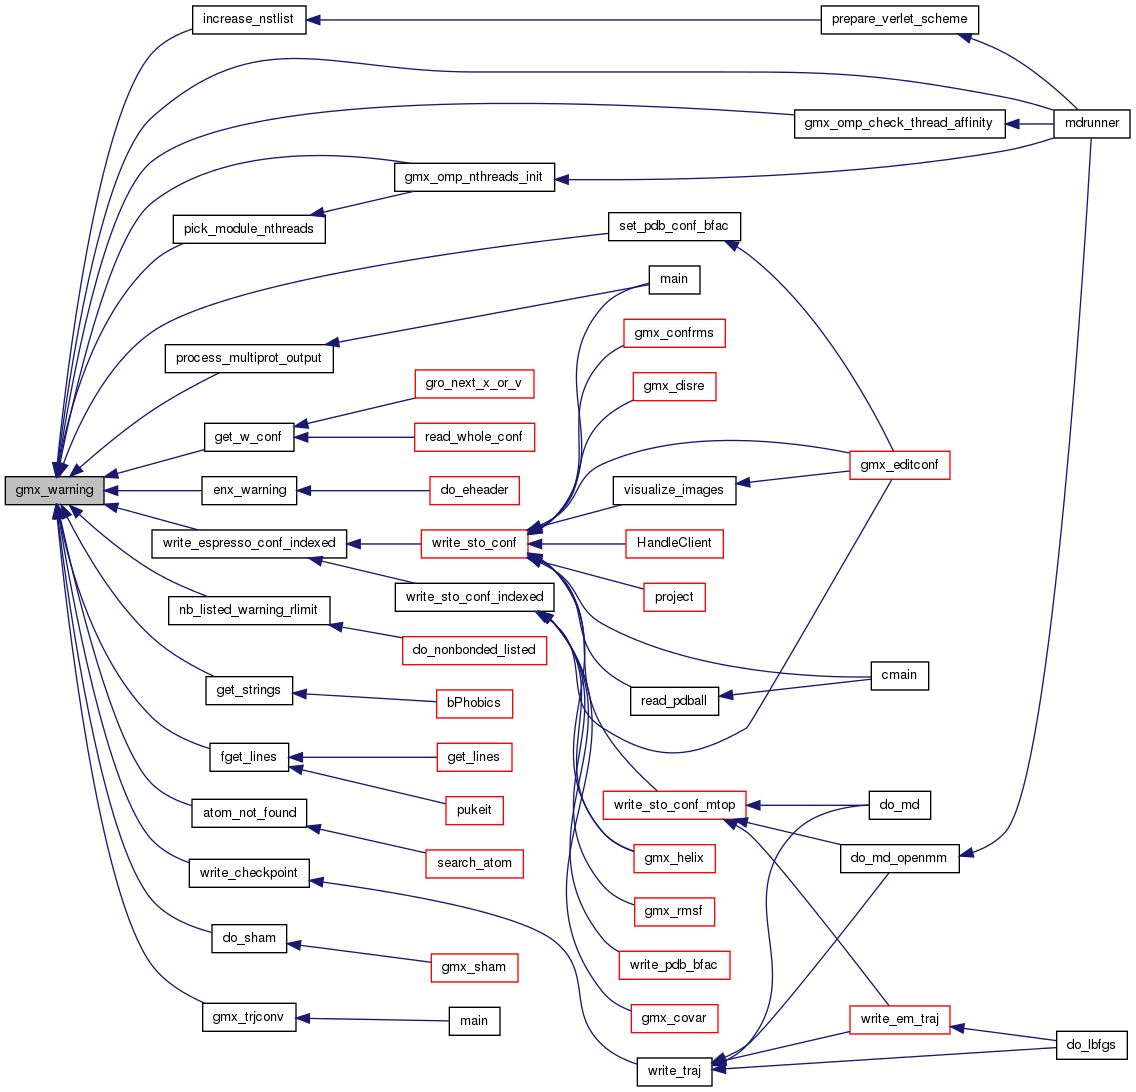 increase_nstlist
prepare_verlet_scheme
gmx_omp_check_thread_affinity
mdrunner
gmx_omp_nthreads_init
pick_module_nthreads
set_pdb_conf_bfac
main
process_multiprot_output
gmx_confrms
gro_next_x_or_v
gmx_disre
get_w_conf
read_whole_conf
gmx_editconf
gmx_warning
enx_warning
do_eheader
visualize_images
write_espresso_conf_indexed
write_sto_conf
HandleClient
nb_listed_warning_rlimit
write_sto_conf_indexed
project
do_nonbonded_listed
get_strings
bPhobics
read_pdball
cmain
fget_lines
get_lines
pukeit
write_sto_conf_mtop
do_md
atom_not_found
search_atom
gmx_helix
do_md_openmm
write_checkpoint
gmx_rmsf
do_sham
gmx_sham
write_pdb_bfac
gmx_trjconv
main
gmx_covar
write_em_traj
write_traj
do_lbfgs